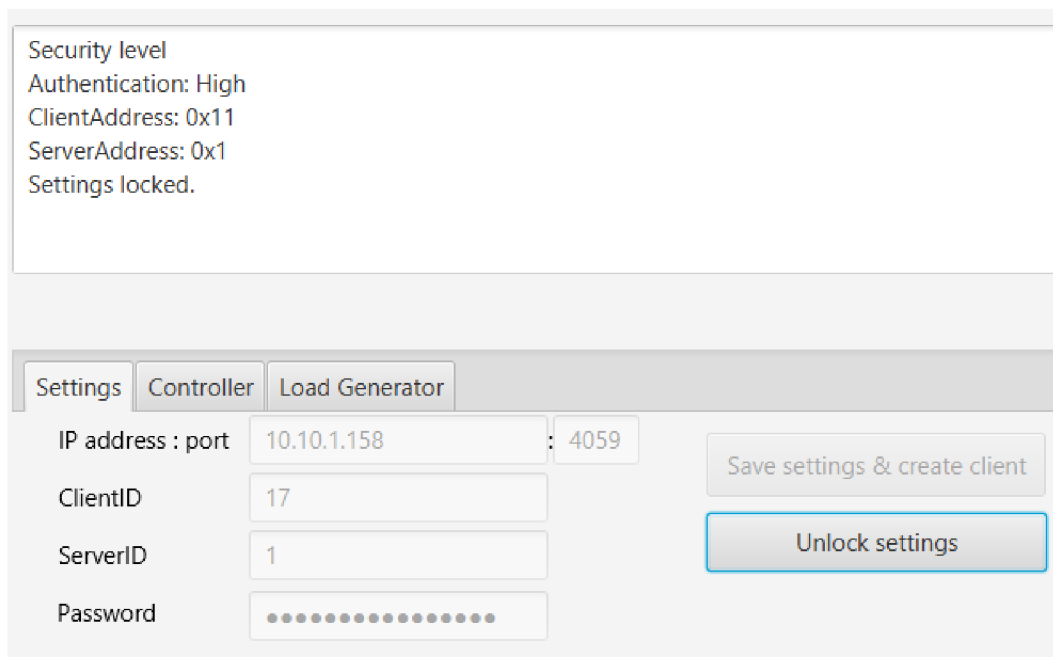 Security level
Authentication: High
ClientAddress: 0x11
ServerAddress: 0x1
Settings locked.
Settings Controller Load Generator
IP address : port 10.10.1.158 : 4059
Save settings & create client
ClientID 17
Unlock settings
ServerID 1
Password ●●●●●●●●●●●●●●●●